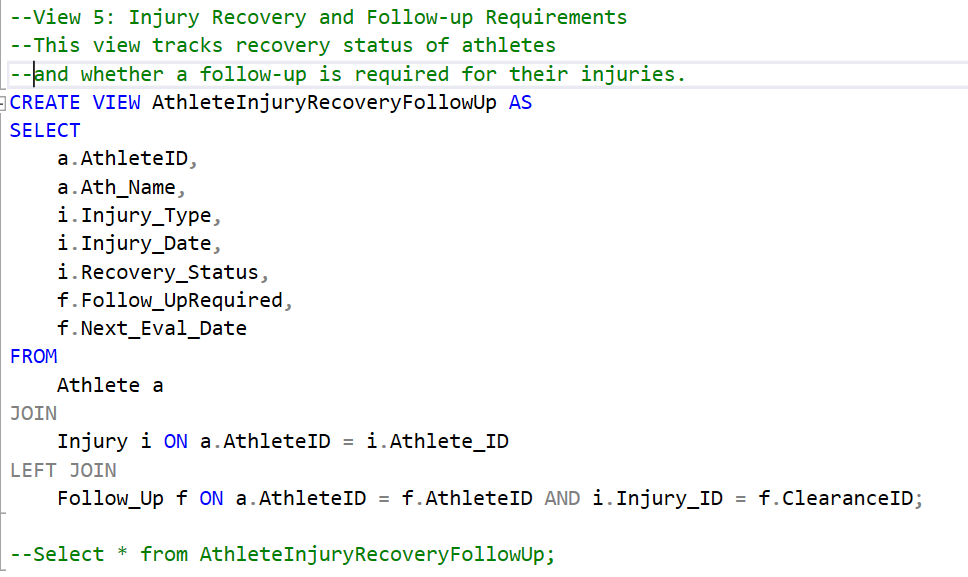 --View 5: Injury Recovery and Follow-up Requirements
--This view tracks recovery status of athletes
--and whether a follow-up is required for their injuries.
CREATE VIEW AthleteInjuryRecoveryFollowUp AS
SELECT
    a.AthleteID,
    a.Ath_Name,
    i.Injury_Type,
    i.Injury_Date,
    i.Recovery_Status,
    f.Follow_UpRequired,
    f.Next_Eval_Date
FROM
    Athlete a
JOIN
    Injury i ON a.AthleteID = i.Athlete_ID
LEFT JOIN
    Follow_Up f ON a.AthleteID = f.AthleteID AND i.Injury_ID = f.ClearanceID;
--Select * from AthleteInjuryRecoveryFollowUp;